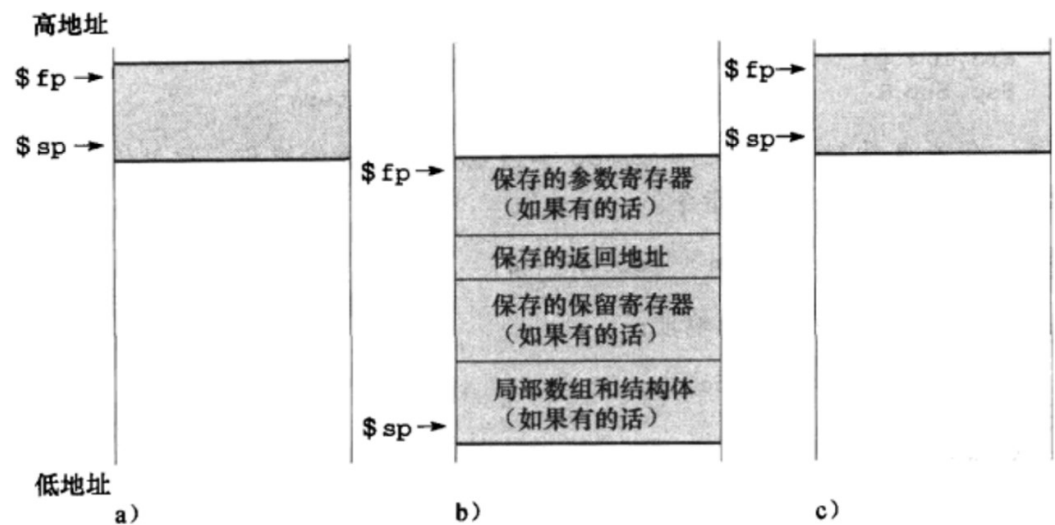 高地址
$fp
$sp
$fp
保存的参数寄存器
（如果有的话）
保存的返回地址
保存的保留寄存器
（如果有的话）
局部数组和结构体
（如果有的话）
$sp
$fp
$sp
低地址
a）
b）
c）